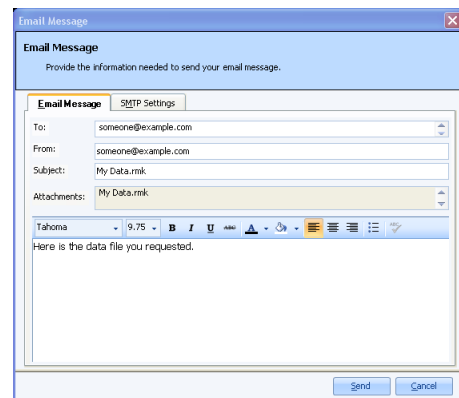 Email Message
Email Message
Provide the information needed to send your email message.
Email Message SMTP Settings
To: someone@example.com
From: someone@example.com
Subject: My Data.rmk
Attachments: My Data.rmk
Tahoma 9.75 B I U ABC A ABC
Here is the data file you requested.
Send Cancel